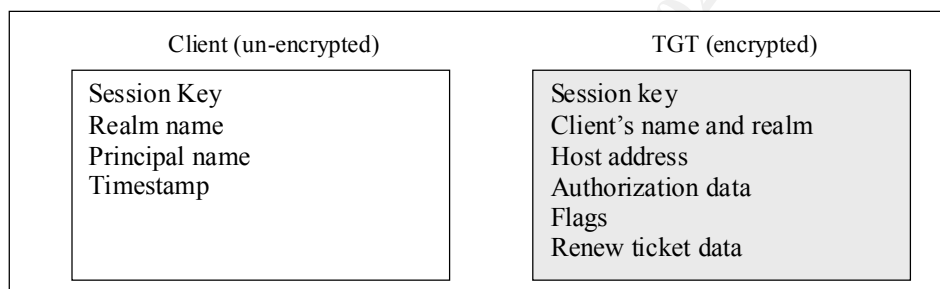 Client (un-encrypted)
Session Key
Realm name
Principal name
Timestamp
TGT (encrypted)
Session key
Client's name and realm
Host address
Authorization data
Flags
Renew ticket data